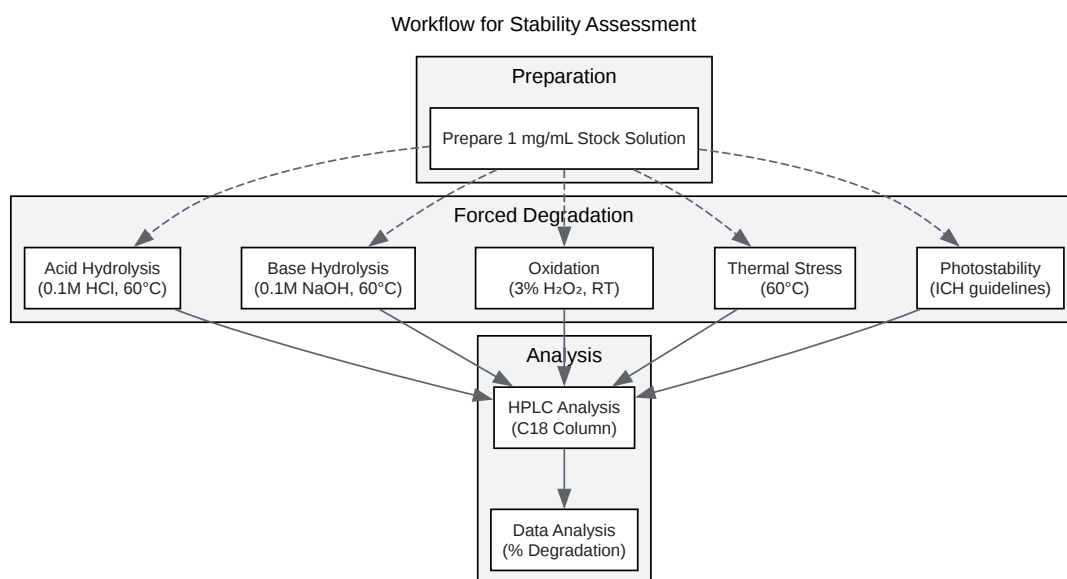 Workflow for Stability Assessment
Preparation
Prepare 1 mg/mL Stock Solution
Forced Degradation
Acid Hydrolysis
(0.1M HCl, 60°C)
Base Hydrolysis
(0.1M NaOH, 60°C)
Oxidation
(3% H₂O₂, RT)
Thermal Stress
(60°C)
Photostability
(ICH guidelines)
Analysis
HPLC Analysis
(C18 Column)
Data Analysis
(% Degradation)